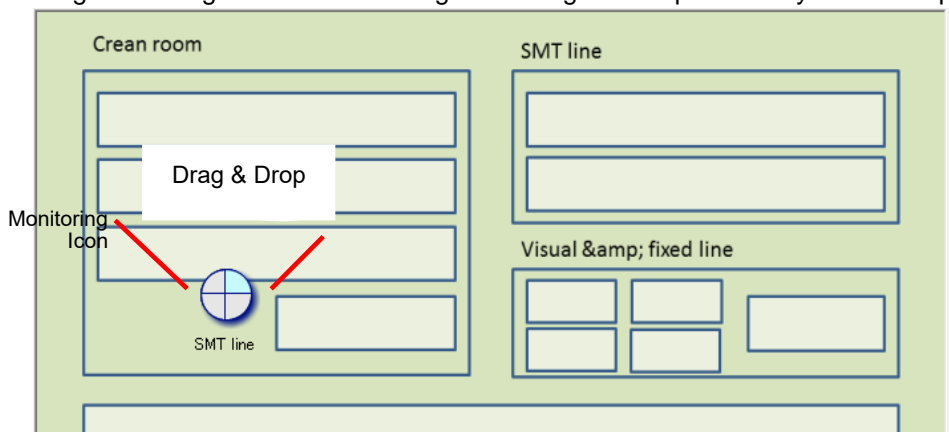 Crean room
SMT line
Drag & Drop
Monitoring
Icon
Visual &amp; fixed line
SMT line